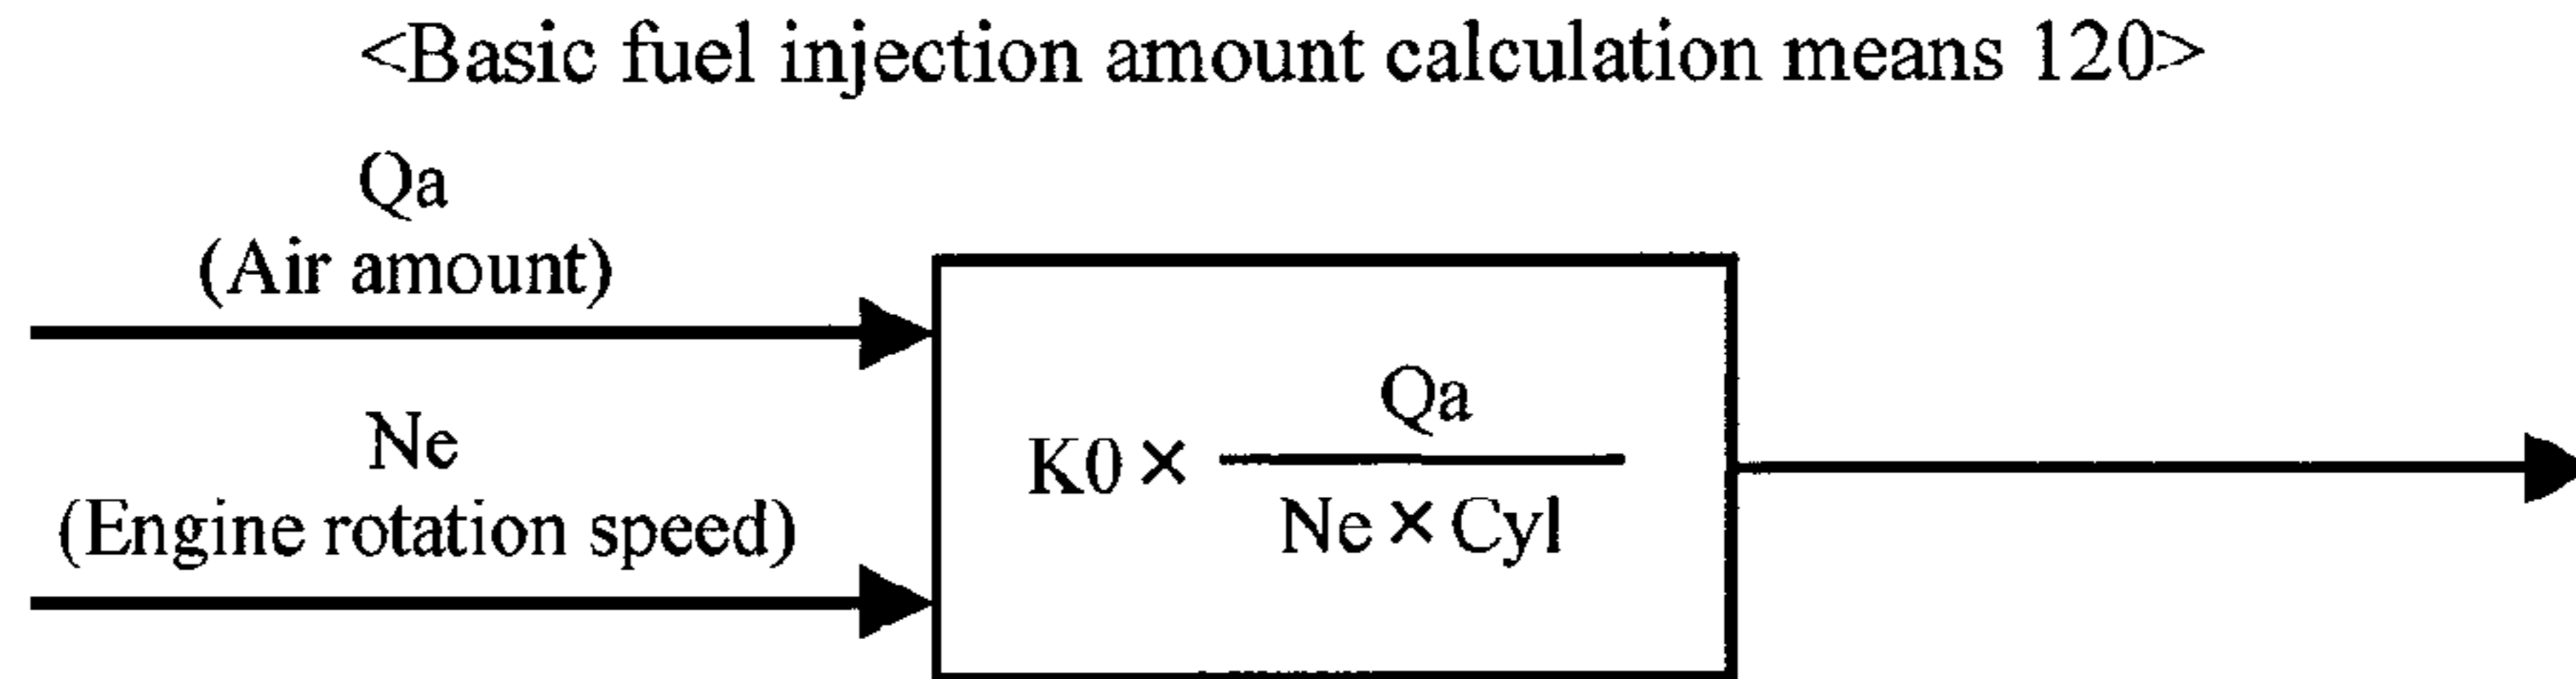 <Basic fuel injection amount calculation means 120>
Qa
(Air amount)
Ne
(Engine rotation speed)
Qa
K0 ×
Ne × Cyl